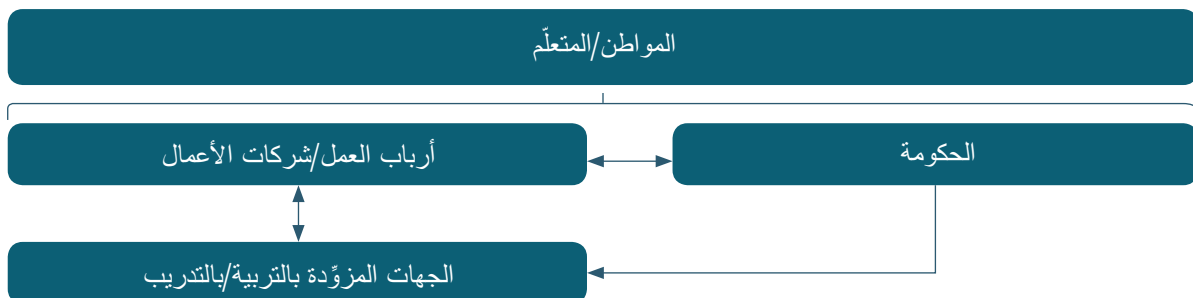 المواطن/المتعلّم
الحكومة
أرباب العمل/شركات الأعمال
الجهات المزوِّدة بالتربية/بالتدريب